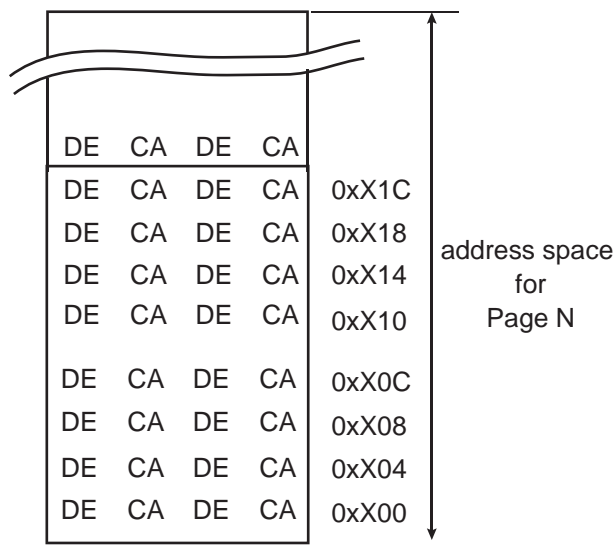 DE CA DE CA
DE CA DE CA 0xX1C
DE CA DE CA 0xX18
DE CA DE CA 0xX14
DE CA DE CA 0xX10
DE CA DE CA 0xX0C
DE CA DE CA 0xX08
DE CA DE CA 0xX04
DE CA DE CA 0xX00
address space
for
Page N